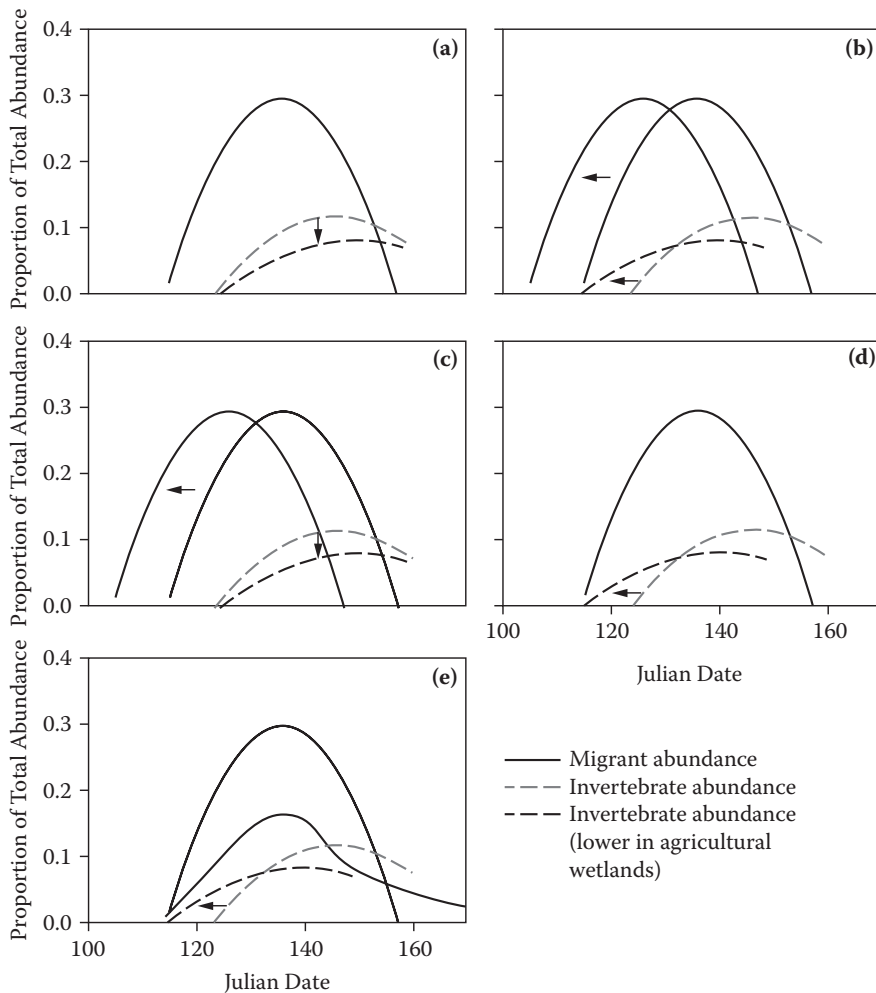 0.4
0.3
0.2
0.1
0.0
Proportion of Total Abundance
(a)
(b)
0.4
0.3
0.2
0.1
0.0
Proportion of Total Abundance
(c)
(d)
100 120 140 160
Julian Date
0.4
0.3
0.2
0.1
0.0
Proportion of Total Abundance
(e)
100 120 140 160
Julian Date
Migrant abundance
Invertebrate abundance
Invertebrate abundance
(lower in agricultural
wetlands)